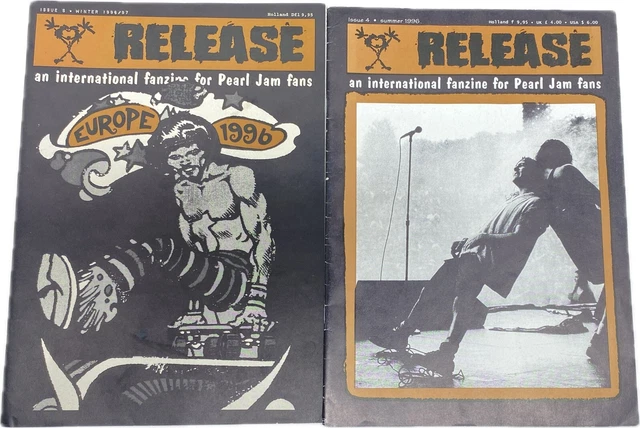 ISSUE 5 • WINTER 1996/97
Holland Dfl 9,95
RELEASE
an international fanzine for Pearl Jam fans
EUROPE 1996
Issue 4 • summer 1996
Holland f 9,95 • UK £ 4.00 • USA $ 6.00
RELEASE
an international fanzine for Pearl Jam fans